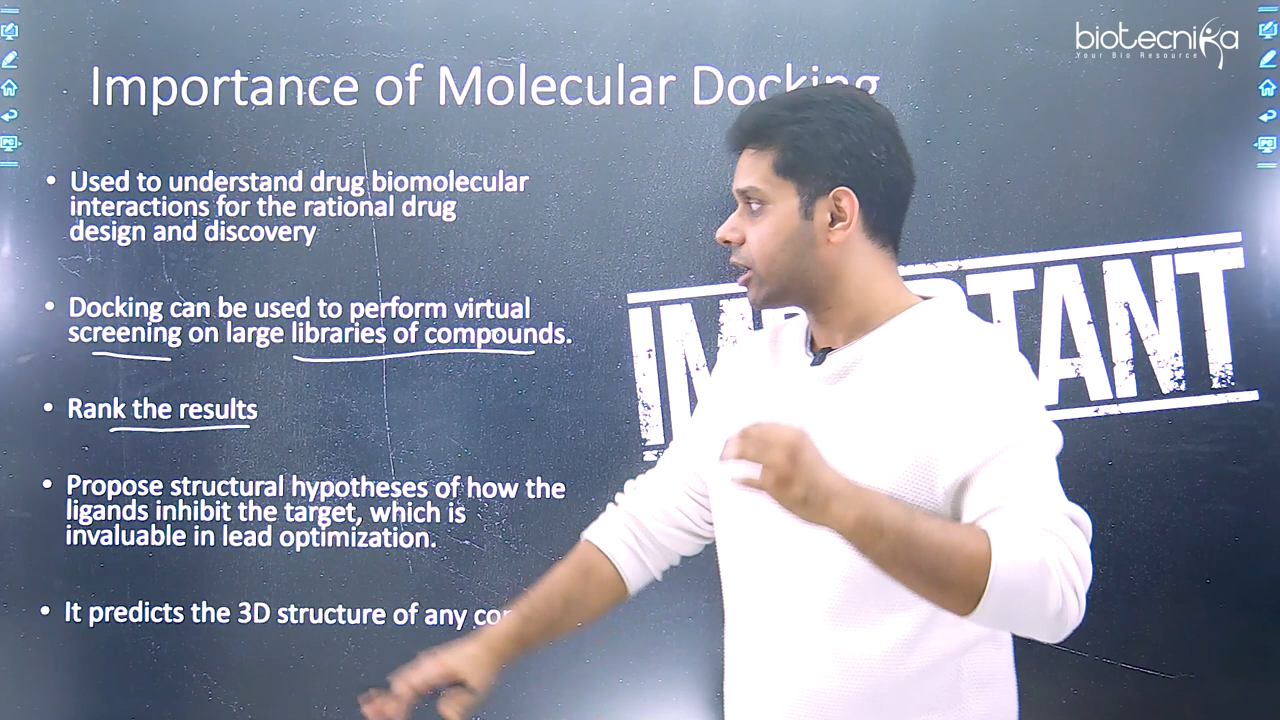 biotecnika
Your Bio Resource
Importance of Molecular Docking
• Used to understand drug biomolecular
interactions for the rational drug
design and discovery
• Docking can be used to perform virtual
screening on large libraries of compounds.
• Rank the results
• Propose structural hypotheses of how the
ligands inhibit the target, which is
invaluable in lead optimization.
• It predicts the 3D structure of any